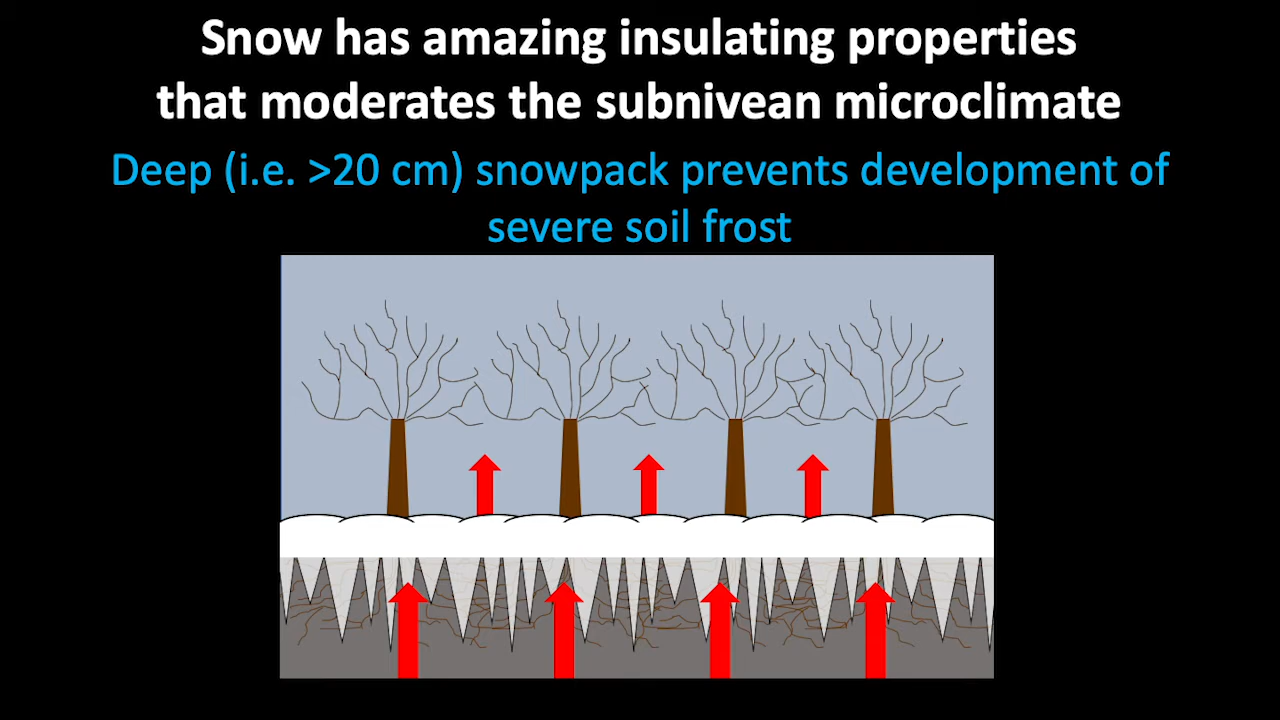 Snow has amazing insulating properties
that moderates the subnivean microclimate
Deep (i.e. >20 cm) snowpack prevents development of
severe soil frost